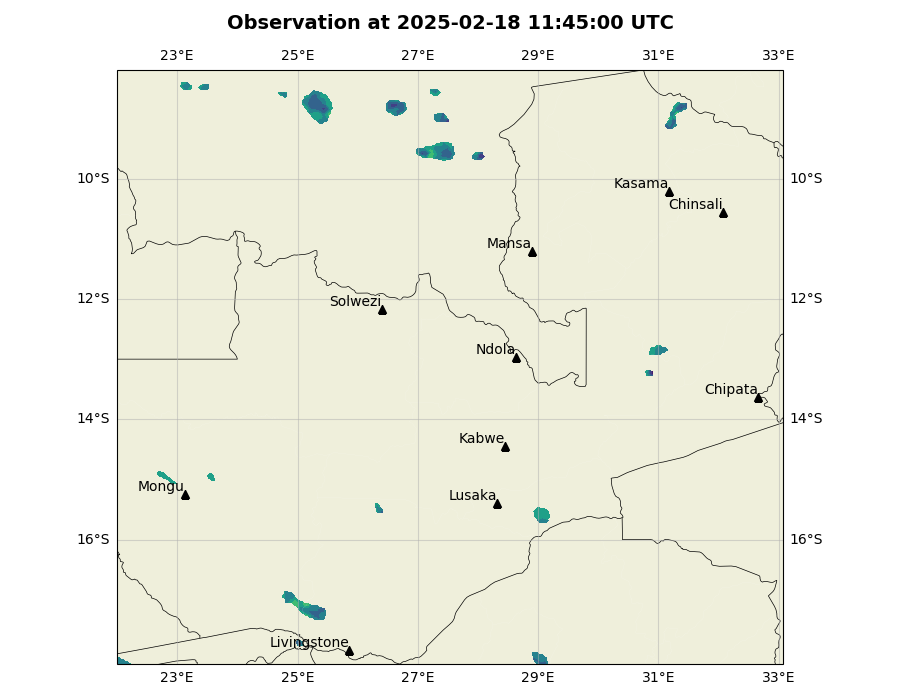 Observation at 2025-02-18 11:45:00 UTC
23°E 25°E 27°E 29°E 31°E 33°E
10°S 10°S
Kasama
Chinsali
Mansa
12°S 12°S
Solwezi
Ndola
Chipata
14°S 14°S
Kabwe
Mongu
Lusaka
16°S 16°S
Livingstone
23°E 25°E 27°E 29°E 31°E 33°E